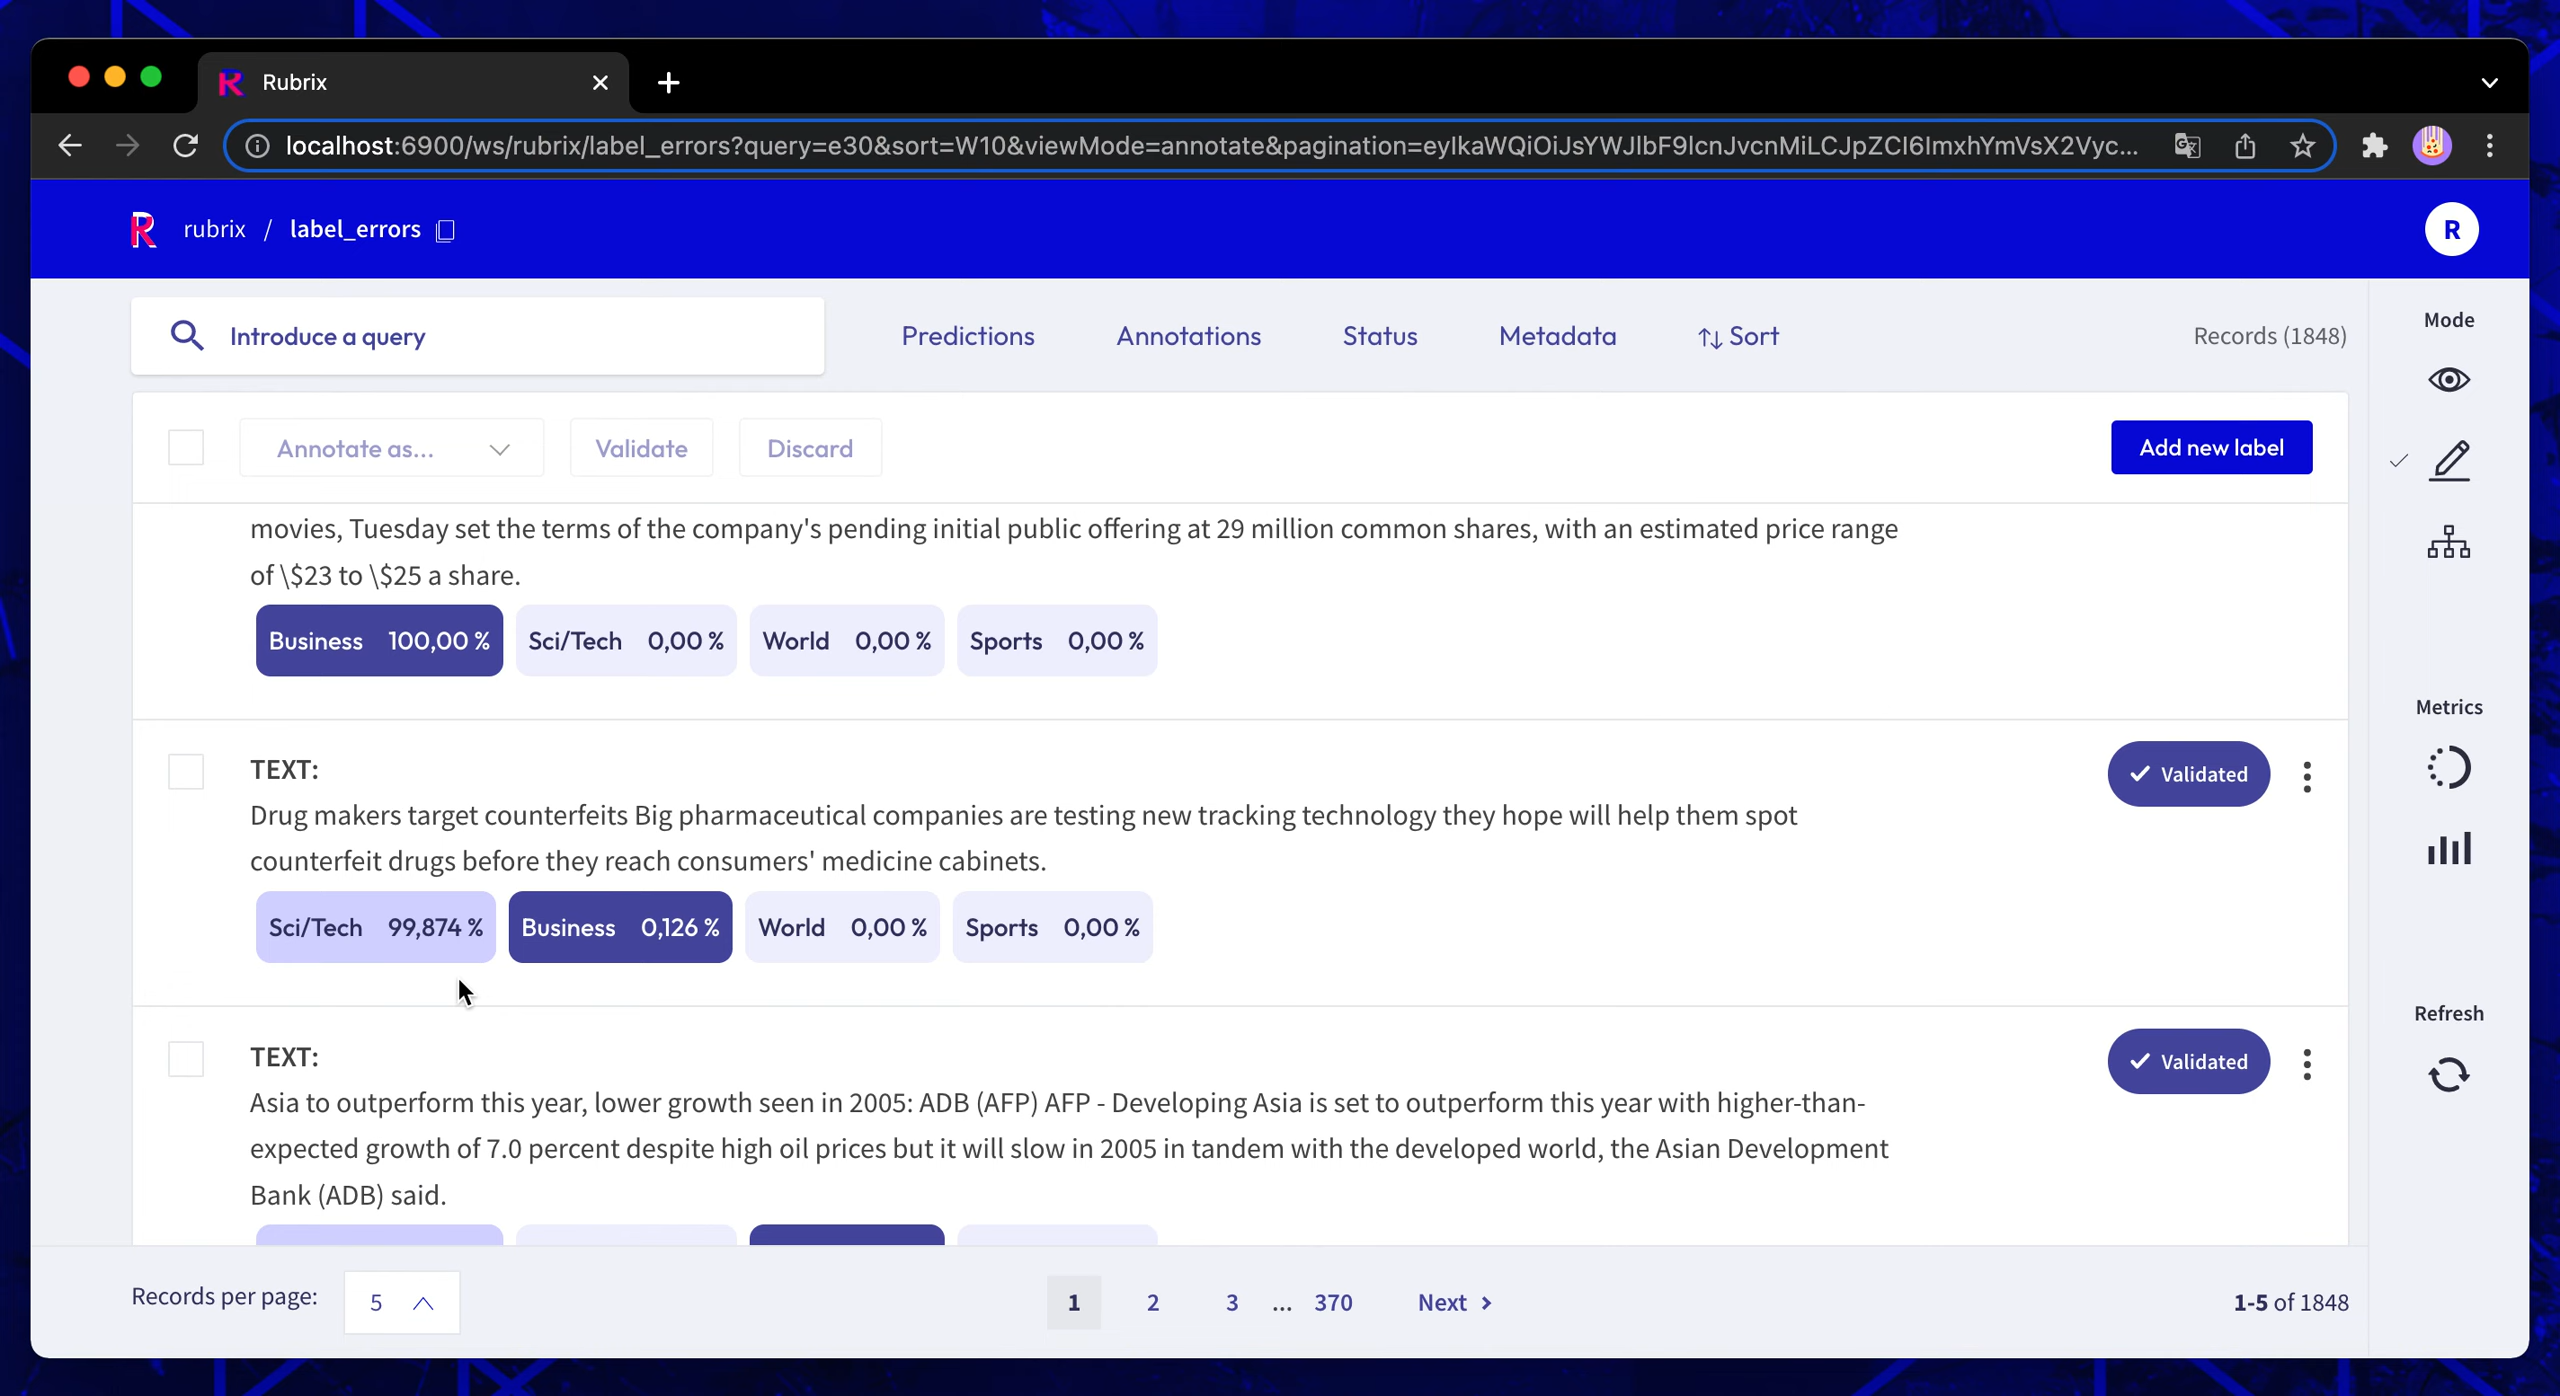 Rubrix
localhost:6900/ws/rubrix/label_errors?query=e30&sort=W10&viewMode=annotate&pagination=eyIkaWQiOiJsYWJlbF9lcnJvcnMiLCJpZCI6ImxhYmVsX2Vyc...
R rubrix / label_errors
R
Introduce a query
Predictions Annotations Status Metadata Sort
Records (1848)
Mode
Annotate as... Validate Discard Add new label
movies, Tuesday set the terms of the company's pending initial public offering at 29 million common shares, with an estimated price range
of \$23 to \$25 a share.
Business 100,00 % Sci/Tech 0,00 % World 0,00 % Sports 0,00 %
Metrics
TEXT:
Validated
Drug makers target counterfeits Big pharmaceutical companies are testing new tracking technology they hope will help them spot
counterfeit drugs before they reach consumers' medicine cabinets.
Sci/Tech 99,874 % Business 0,126 % World 0,00 % Sports 0,00 %
Refresh
TEXT:
Validated
Asia to outperform this year, lower growth seen in 2005: ADB (AFP) AFP - Developing Asia is set to outperform this year with higher-than-
expected growth of 7.0 percent despite high oil prices but it will slow in 2005 in tandem with the developed world, the Asian Development
Bank (ADB) said.
Records per page: 5
1 2 3 ... 370 Next
1-5 of 1848